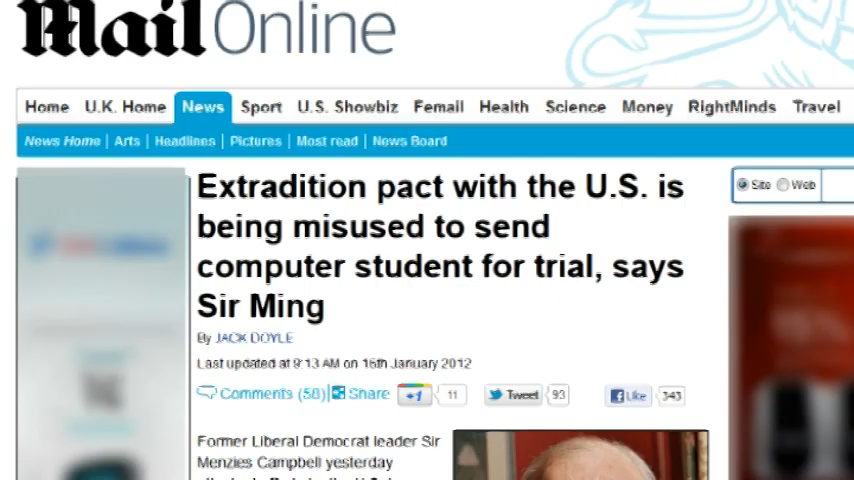 Mail Online
Home U.K. Home News Sport U.S. Showbiz Femail Health Science Money RightMinds Travel
News Home | Arts | Headlines | Pictures | Most read | News Board
Extradition pact with the U.S. is
being misused to send
computer student for trial, says
Sir Ming
Site Web
By JACK DOYLE
Last updated at 9:13 AM on 16th January 2012
Comments (58) Share +1 11 Tweet 93 Like 343
Former Liberal Democrat leader Sir
Menzies Campbell yesterday